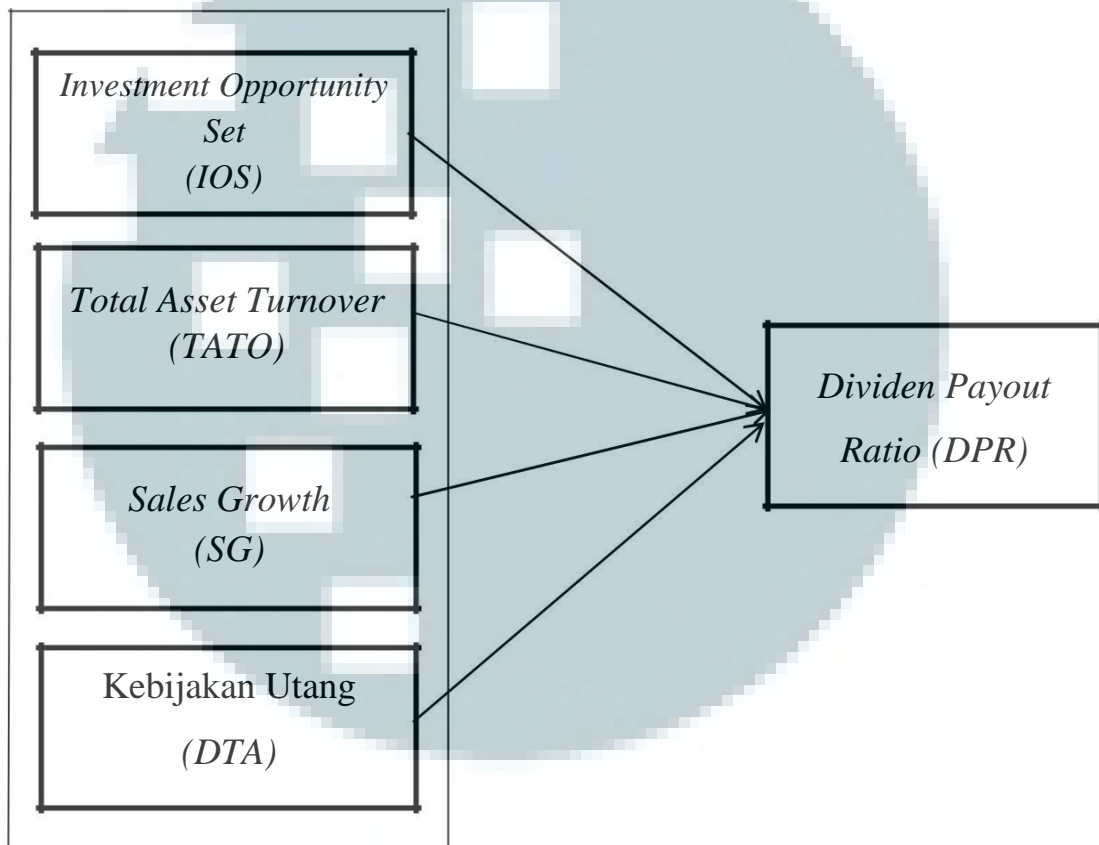 Investment Opportunity
Set
(IOS)
Total Asset Turnover
(TATO)
Sales Growth
(SG)
Kebijakan Utang
(DTA)
Dividen Payout
Ratio (DPR)